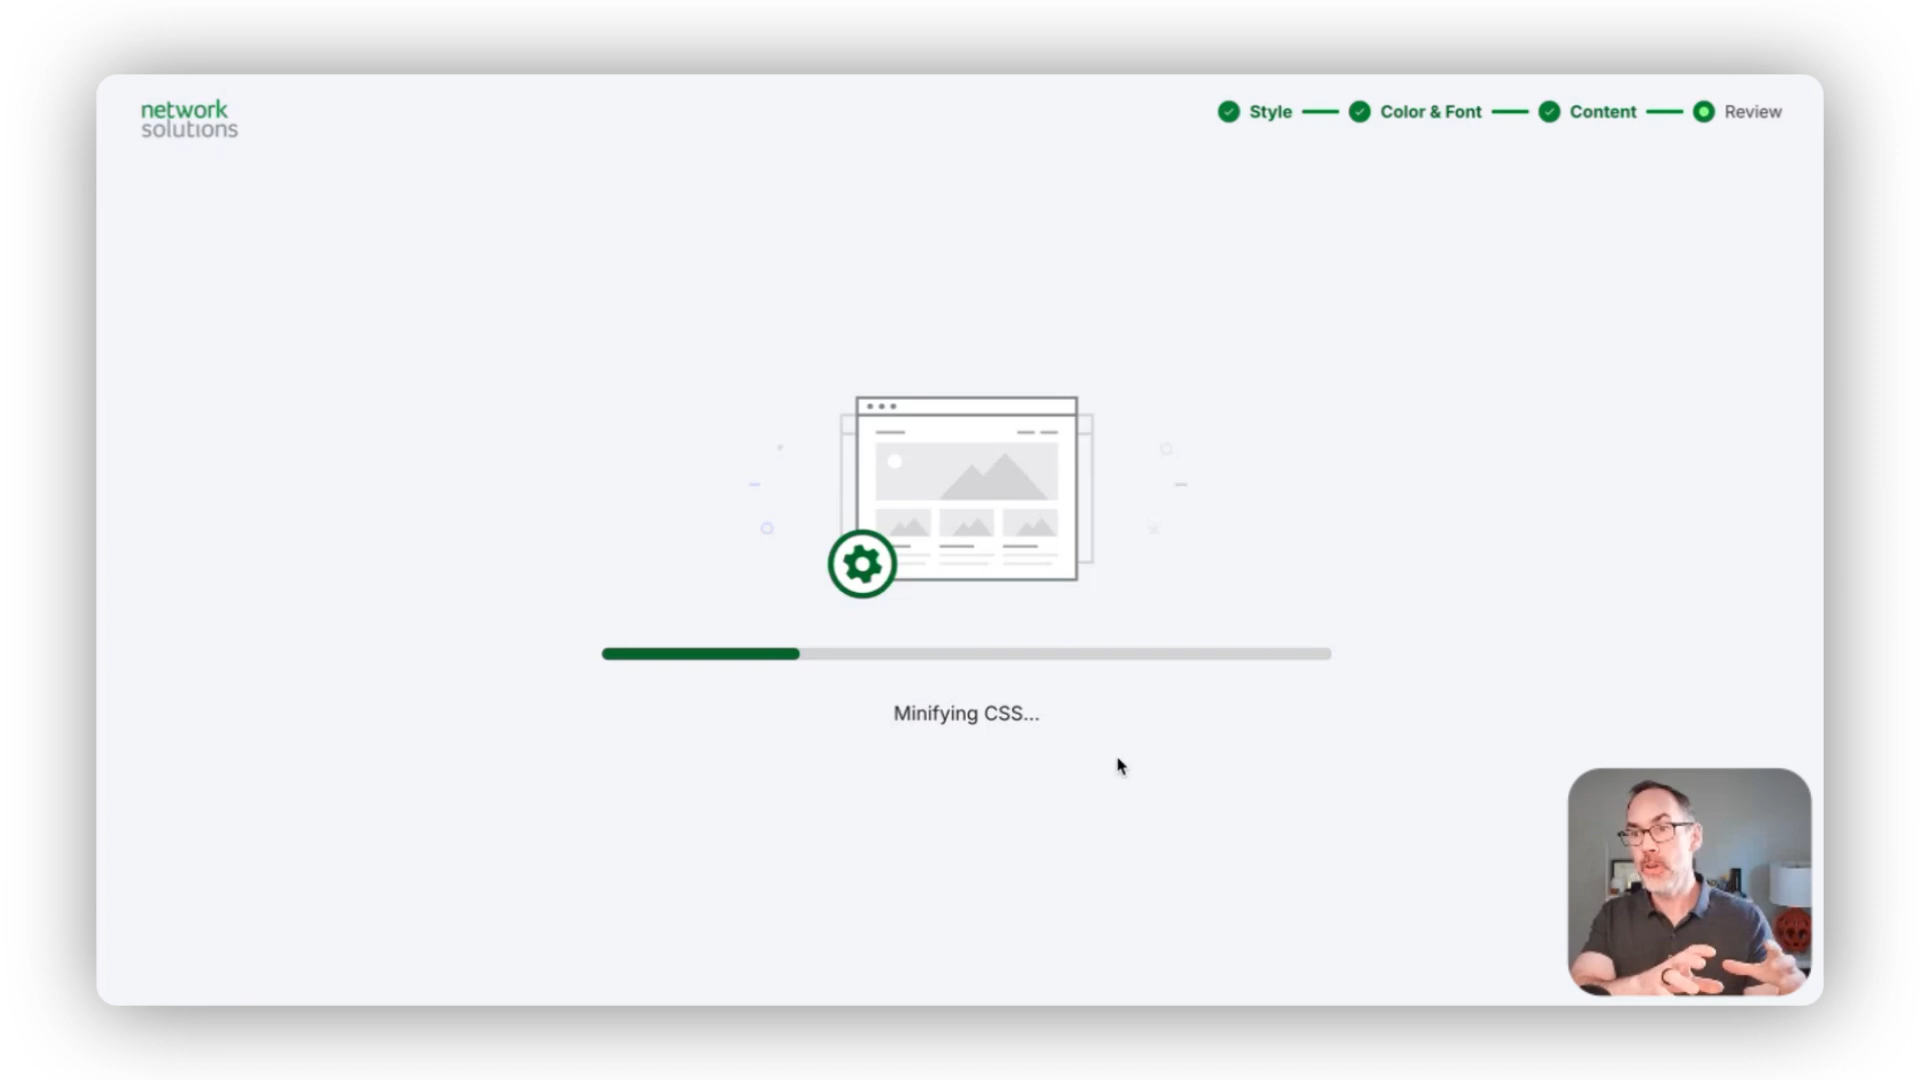 network
solutions
Style
Color & Font
Content
Review
Minifying CSS...